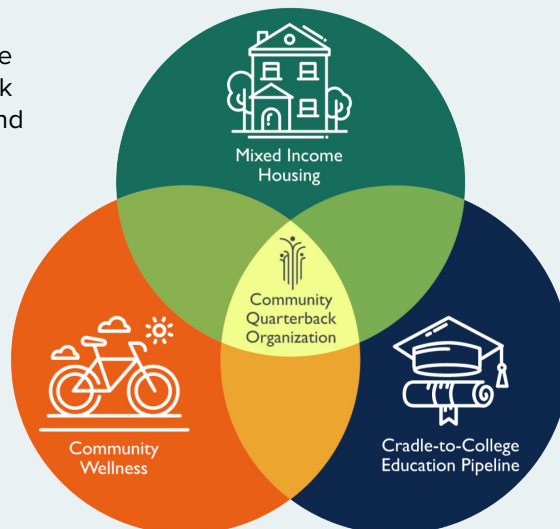 Mixed Income
Housing
Community
Quarterback
Organization
Community
Wellness
Cradle-to-College
Education Pipeline